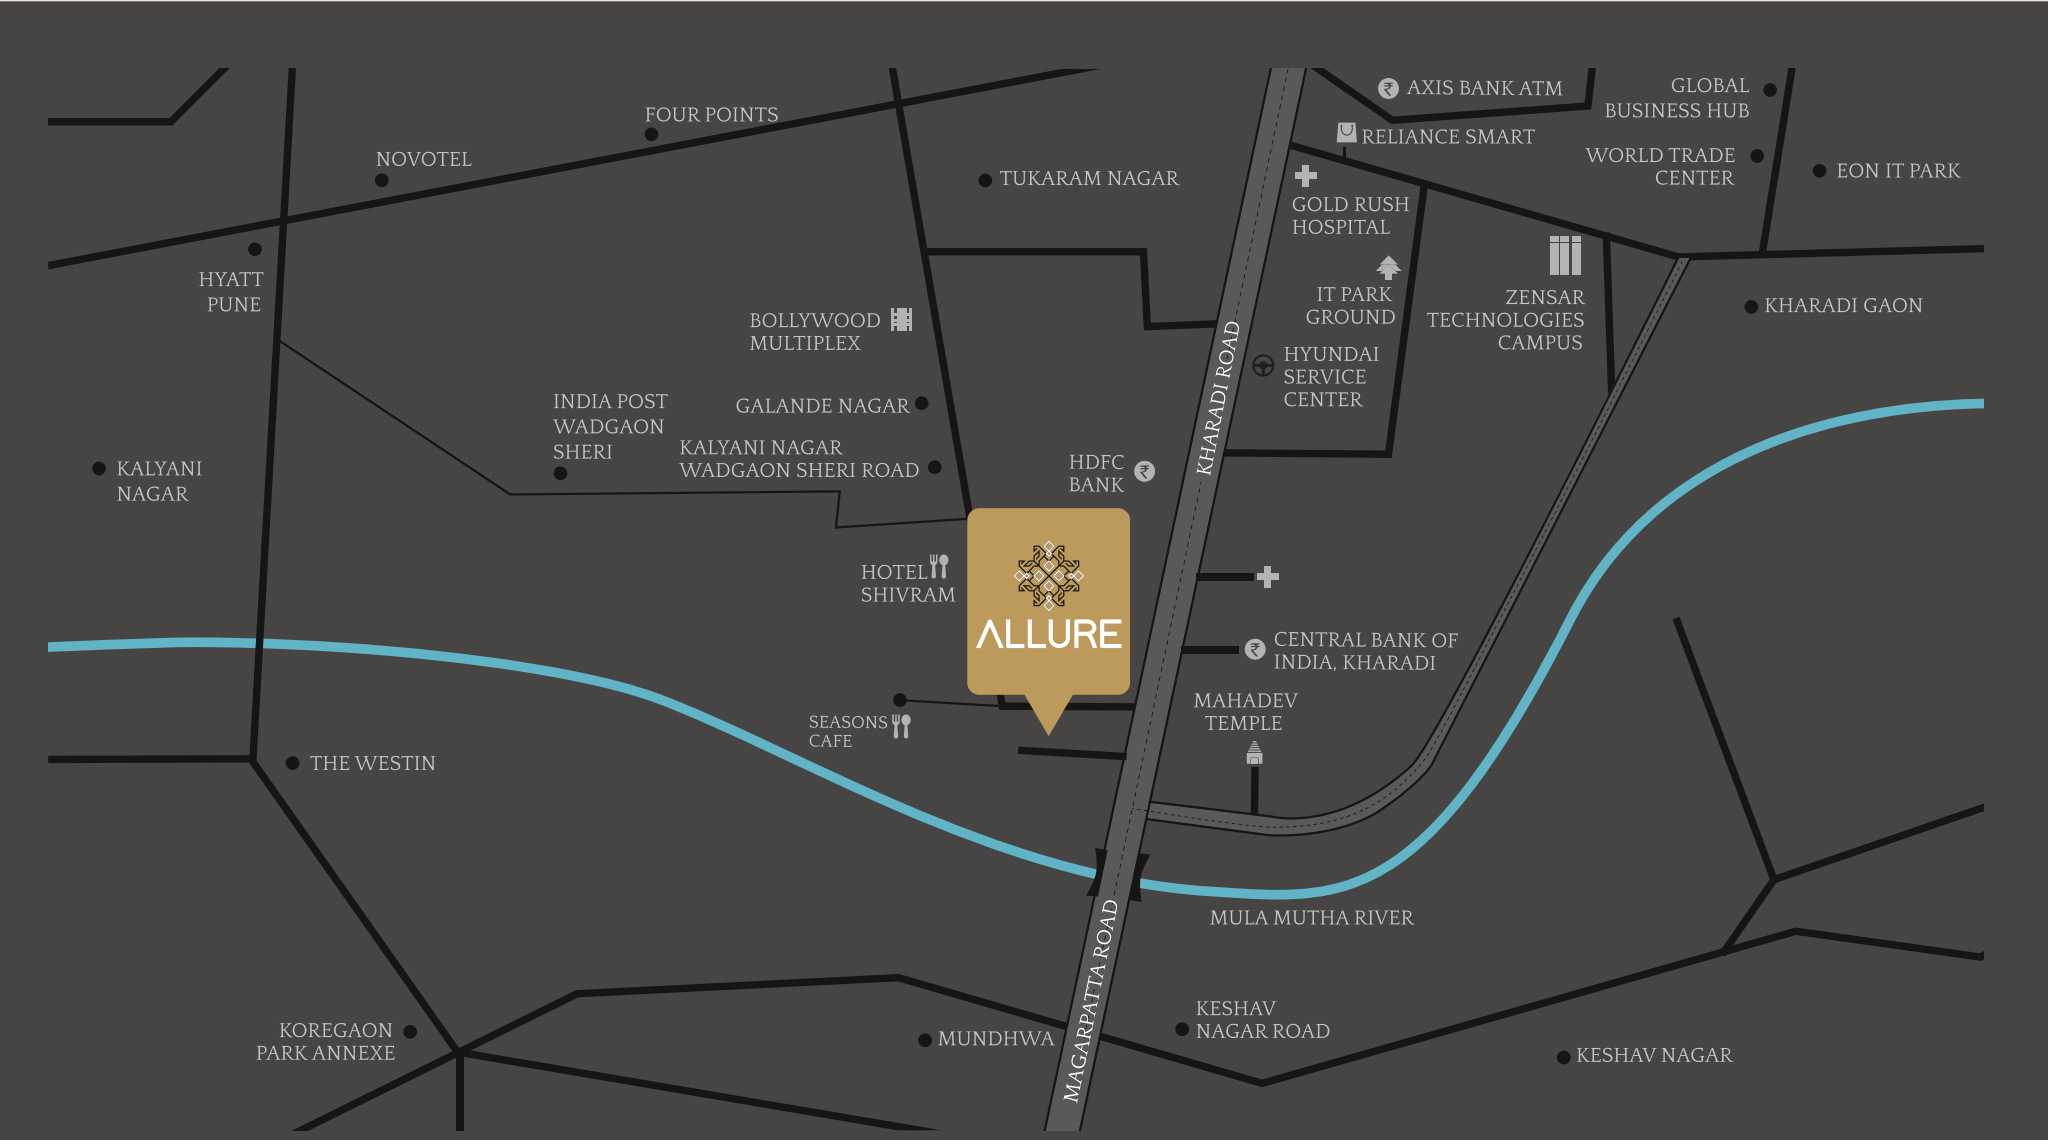 AXIS BANK ATM
GLOBAL
BUSINESS HUB
FOUR POINTS
RELIANCE SMART
NOVOTEL
WORLD TRADE
CENTER
EON IT PARK
TUKARAM NAGAR
GOLD RUSH
HOSPITAL
HYATT
PUNE
IT PARK
GROUND
ZENSAR
TECHNOLOGIES
CAMPUS
KHARADI GAON
BOLLYWOOD
MULTIPLEX
KHARADI ROAD
HYUNDAI
SERVICE
CENTER
INDIA POST
WADGAON
SHERI
GALANDE NAGAR
KALYANI NAGAR
WADGAON SHERI ROAD
HDFC
BANK
₹
KALYANI
NAGAR
HOTEL
SHIVRAM
ALLURE
₹
CENTRAL BANK OF
INDIA, KHARADI
MAHADEV
TEMPLE
SEASONS
CAFE
THE WESTIN
MULA MUTHA RIVER
MAGARPATTA ROAD
KESHAV
NAGAR ROAD
KOREGAON
PARK ANNEXE
MUNDHWA
KESHAV NAGAR
₹